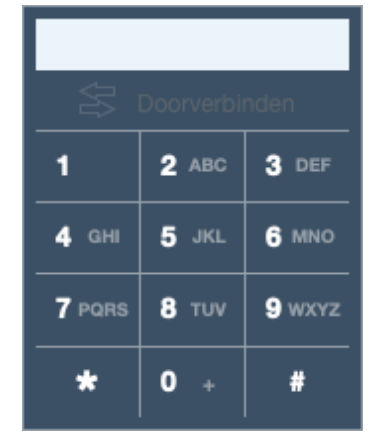 Doorverbinden
1 2 ABC 3 DEF
4 GHI 5 JKL 6 MNO
7 PQRS 8 TUV 9 WXYZ
* 0 + #